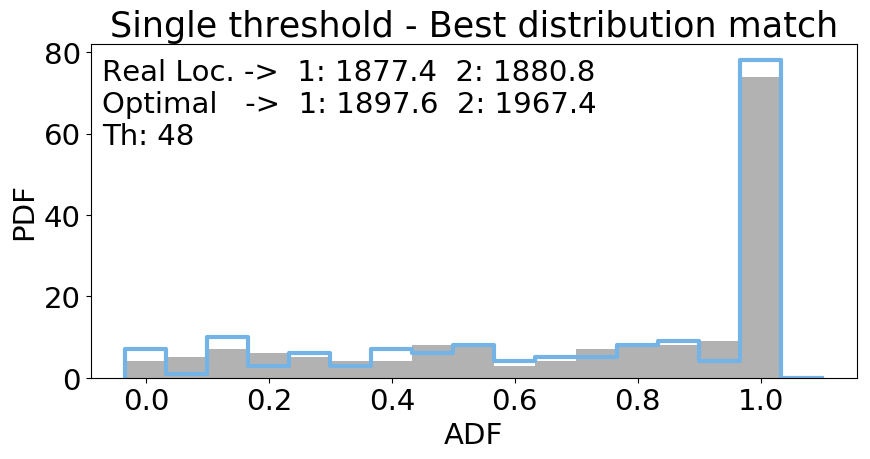 Single threshold - Best distribution match
Real Loc. ->  1: 1877.4  2: 1880.8
Optimal   ->  1: 1897.6  2: 1967.4
Th: 48
80
60
40
20
0
PDF
0.0 0.2 0.4 0.6 0.8 1.0
ADF